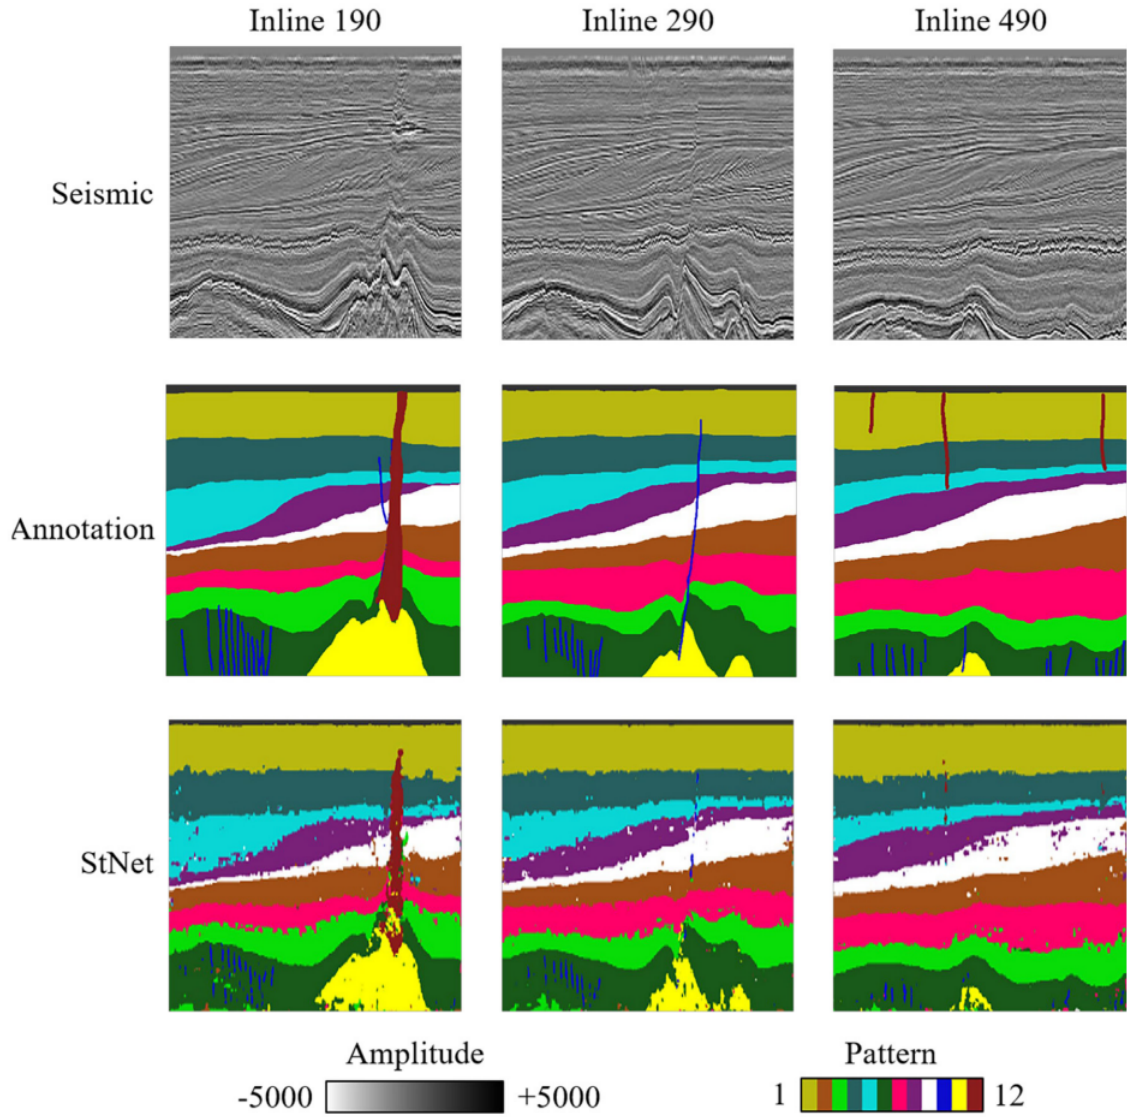 Inline 190 Inline 290 Inline 490
Seismic
Annotation
StNet
Amplitude Pattern
-5000 +5000 1 12